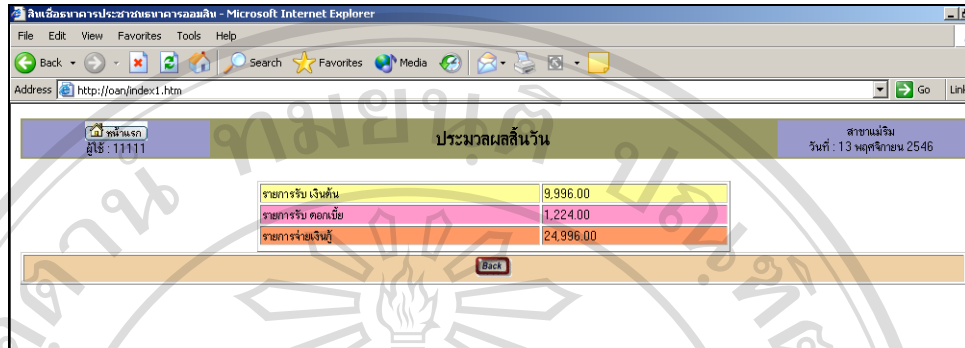 สินเชื่อธนาคารประชาชนธนาคารออมสิน - Microsoft Internet Explorer
File Edit View Favorites Tools Help
Back Search Favorites Media
Address http://oan/index1.htm Go Link
หน้าแรก
ผู้ใช้ : 11111
ประมวลผลสิ้นวัน
สาขาแม่ริม
วันที่ : 13 พฤศจิกายน 2546
รายการรับ เงินต้น 9,996.00
รายการรับ ดอกเบี้ย 1,224.00
รายการจ่ายเงินกู้ 24,996.00
Back